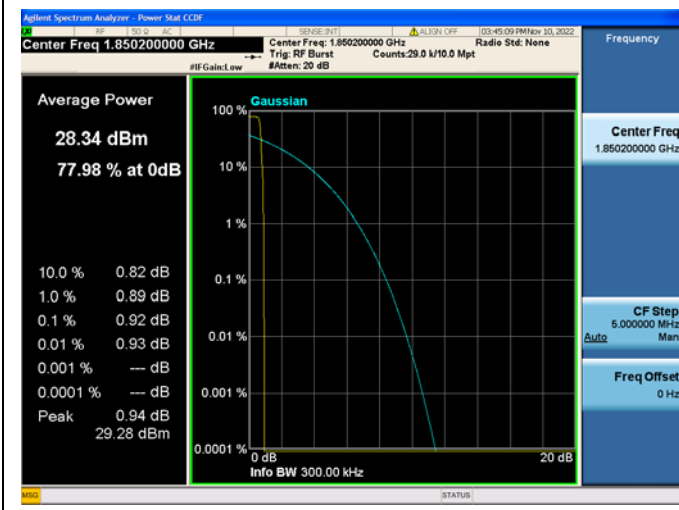 Agilent Spectrum Analyzer - Power Stat CCDF
RF 50 Ω AC SENSE:INT ALIGN OFF 03:45:09 PM Nov 10, 2022
Center Freq 1.850200000 GHz
Center Freq: 1.850200000 GHz Radio Std: None
Trig: RF Burst Counts:29.0 k/10.0 Mpt
#IFGain:Low #Atten: 20 dB
Frequency
Average Power
28.34 dBm
77.98 % at 0dB
10.0 % 0.82 dB
1.0 % 0.89 dB
0.1 % 0.92 dB
0.01 % 0.93 dB
0.001 % --- dB
0.0001 % --- dB
Peak 0.94 dB
29.28 dBm
Gaussian
100 %
10 %
1 %
0.1 %
0.01 %
0.001 %
0.0001 %
0 dB 20 dB
Info BW 300.00 kHz
Center Freq
1.850200000 GHz
CF Step
5.000000 MHz
Auto Man
Freq Offset
0 Hz
MSG STATUS